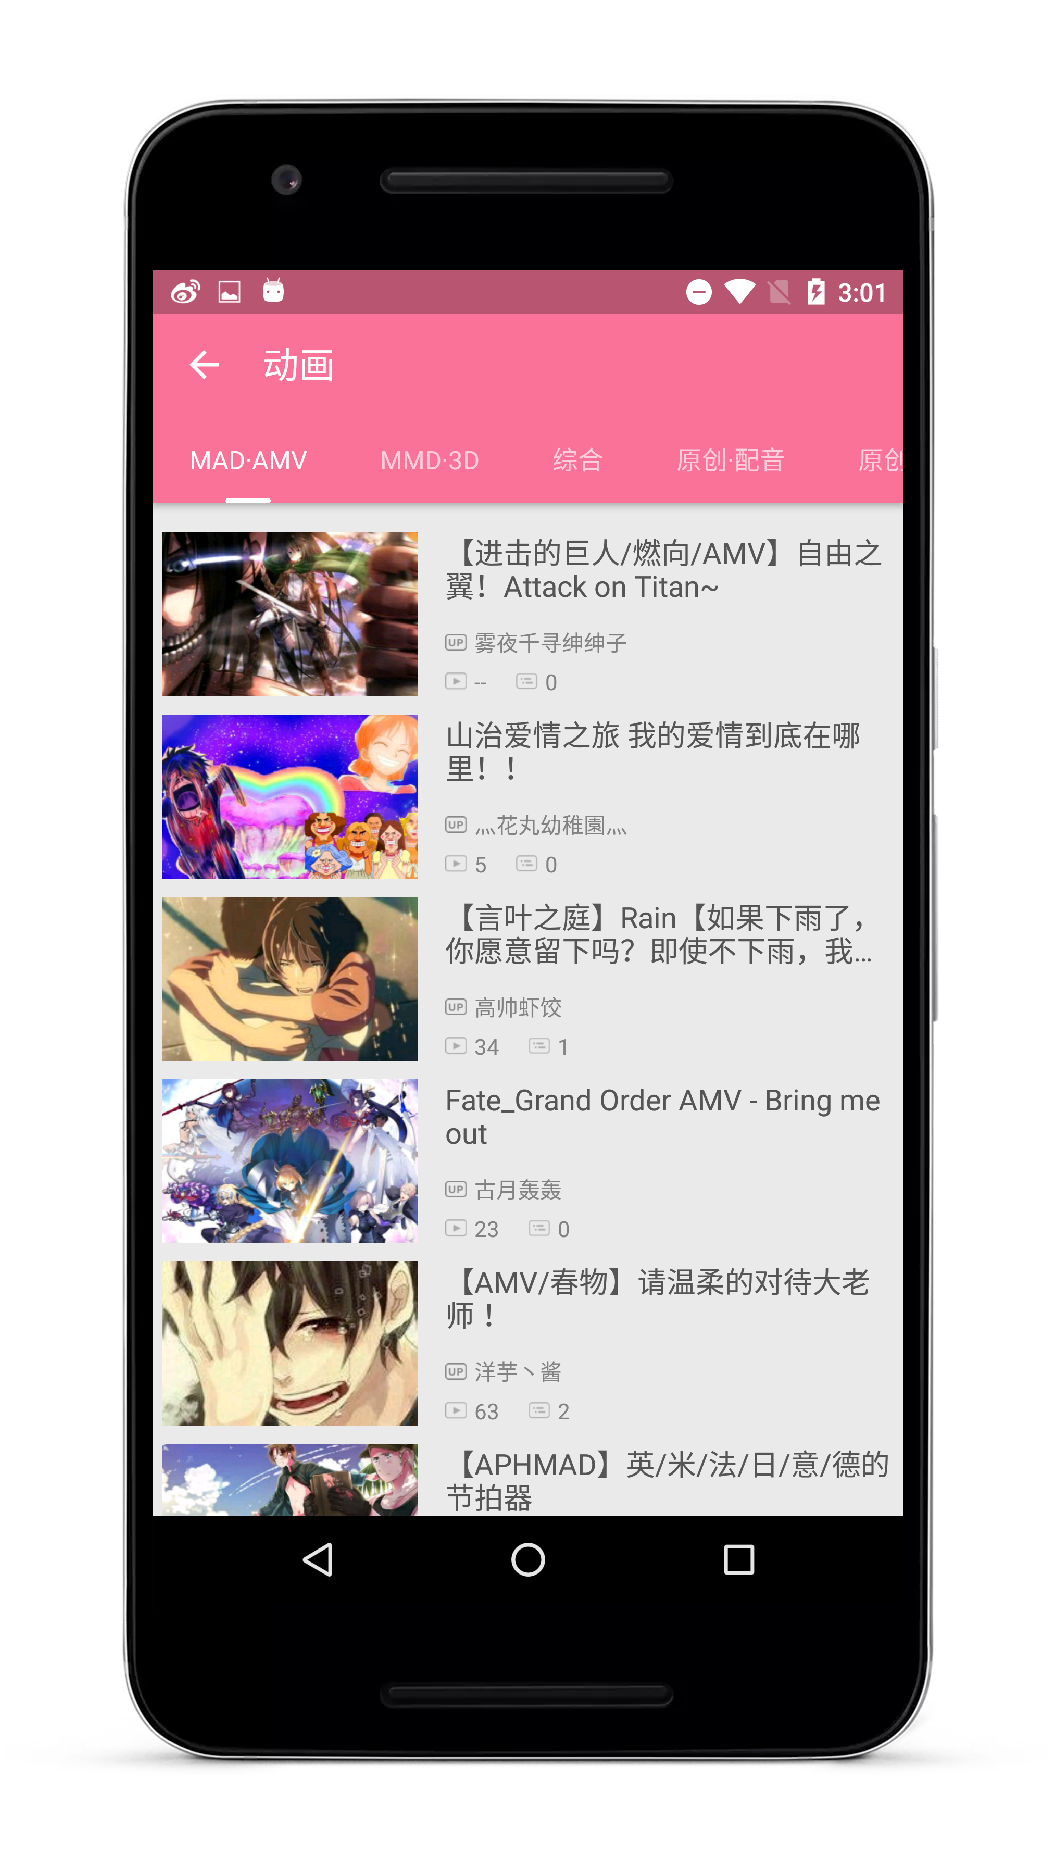 3:01
动画
MAD·AMV MMD·3D 综合 原创·配音 原创
【进击的巨人/燃向/AMV】自由之
翼！Attack on Titan~
UP 雾夜千寻绅绅子
-- 0
山治爱情之旅 我的爱情到底在哪
里！！
UP 灬花丸幼稚園灬
5 0
【言叶之庭】Rain【如果下雨了，
你愿意留下吗？即使不下雨，我...
UP 高帅虾饺
34 1
Fate_Grand Order AMV - Bring me
out
UP 古月轰轰
23 0
【AMV/春物】请温柔的对待大老
师！
UP 洋芋丶酱
63 2
【APHMAD】英/米/法/日/意/德的
节拍器